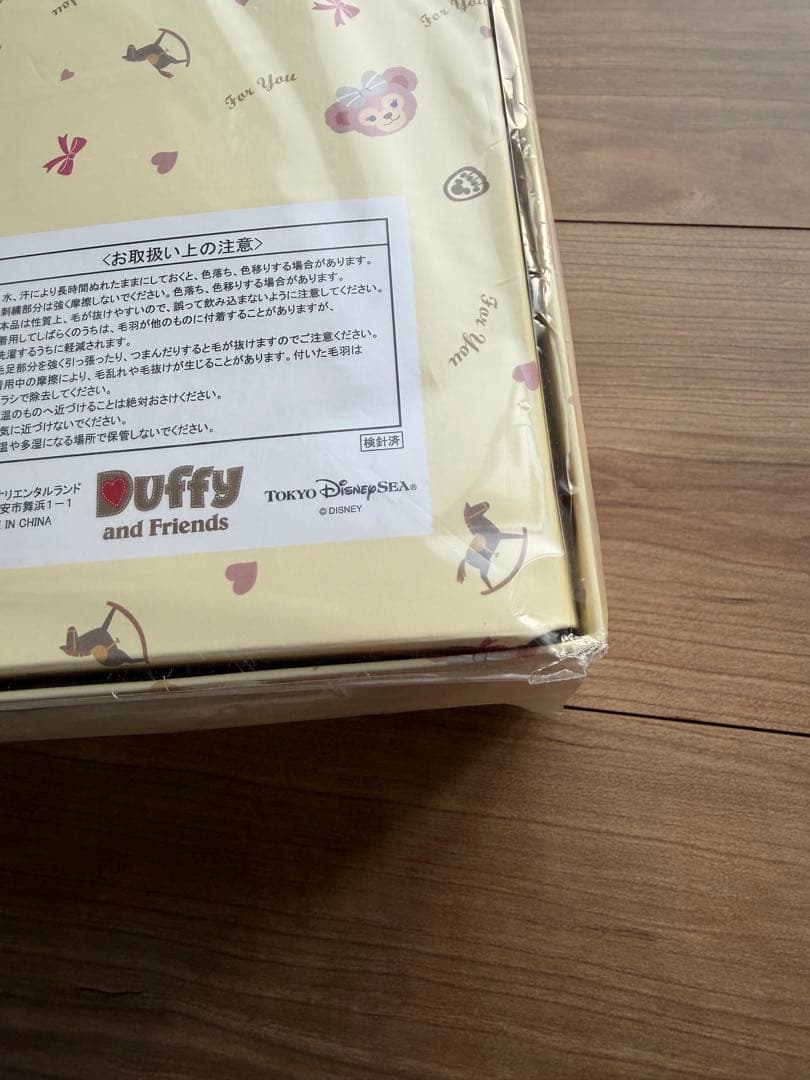 You
For You
For You
<お取扱い上の注意>
水、汗により長時間ぬれたままにしておくと、色落ち、色移りする場合があります。
刺繍部分は強く摩擦しないでください。色落ち、色移りする場合があります。
本品は性質上、毛が抜けやすいので、誤って飲み込まないように注意してください。
着用してしばらくのうちは、毛羽が他のものに付着することがありますが、
洗濯するうちに軽減されます。
毛足部分を強く引っ張ったり、つまんだりすると毛が抜けますのでご注意ください。
着用中の摩擦により、毛乱れや毛抜けが生じることがあります。付いた毛羽は
ラシで除去してください。
温のものへ近づけることは絶対おさけください。
気に近づけないでください。
温や多湿になる場所で保管しないでください。
検針済
For You
リエンタルランド
安市舞浜1-1
IN CHINA
Duffy
and Friends
TOKYO DISNEYSEA®
© DISNEY